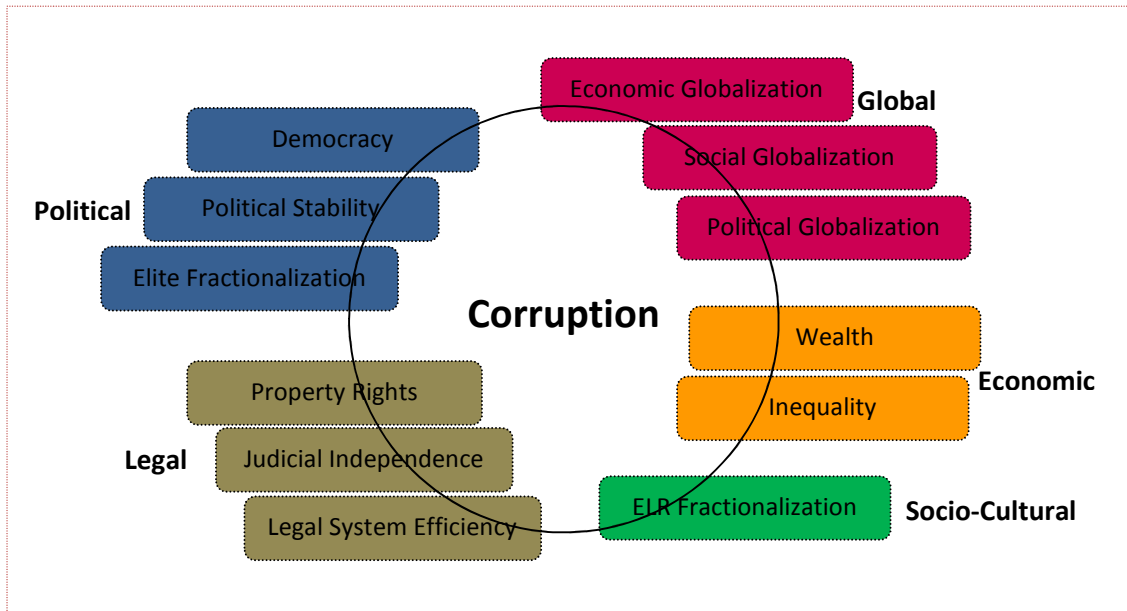 Economic Globalization
Global
Democracy
Social Globalization
Political
Political Stability
Political Globalization
Elite Fractionalization
Corruption
Wealth
Economic
Property Rights
Inequality
Legal
Judicial Independence
ELR Fractionalization
Socio-Cultural
Legal System Efficiency